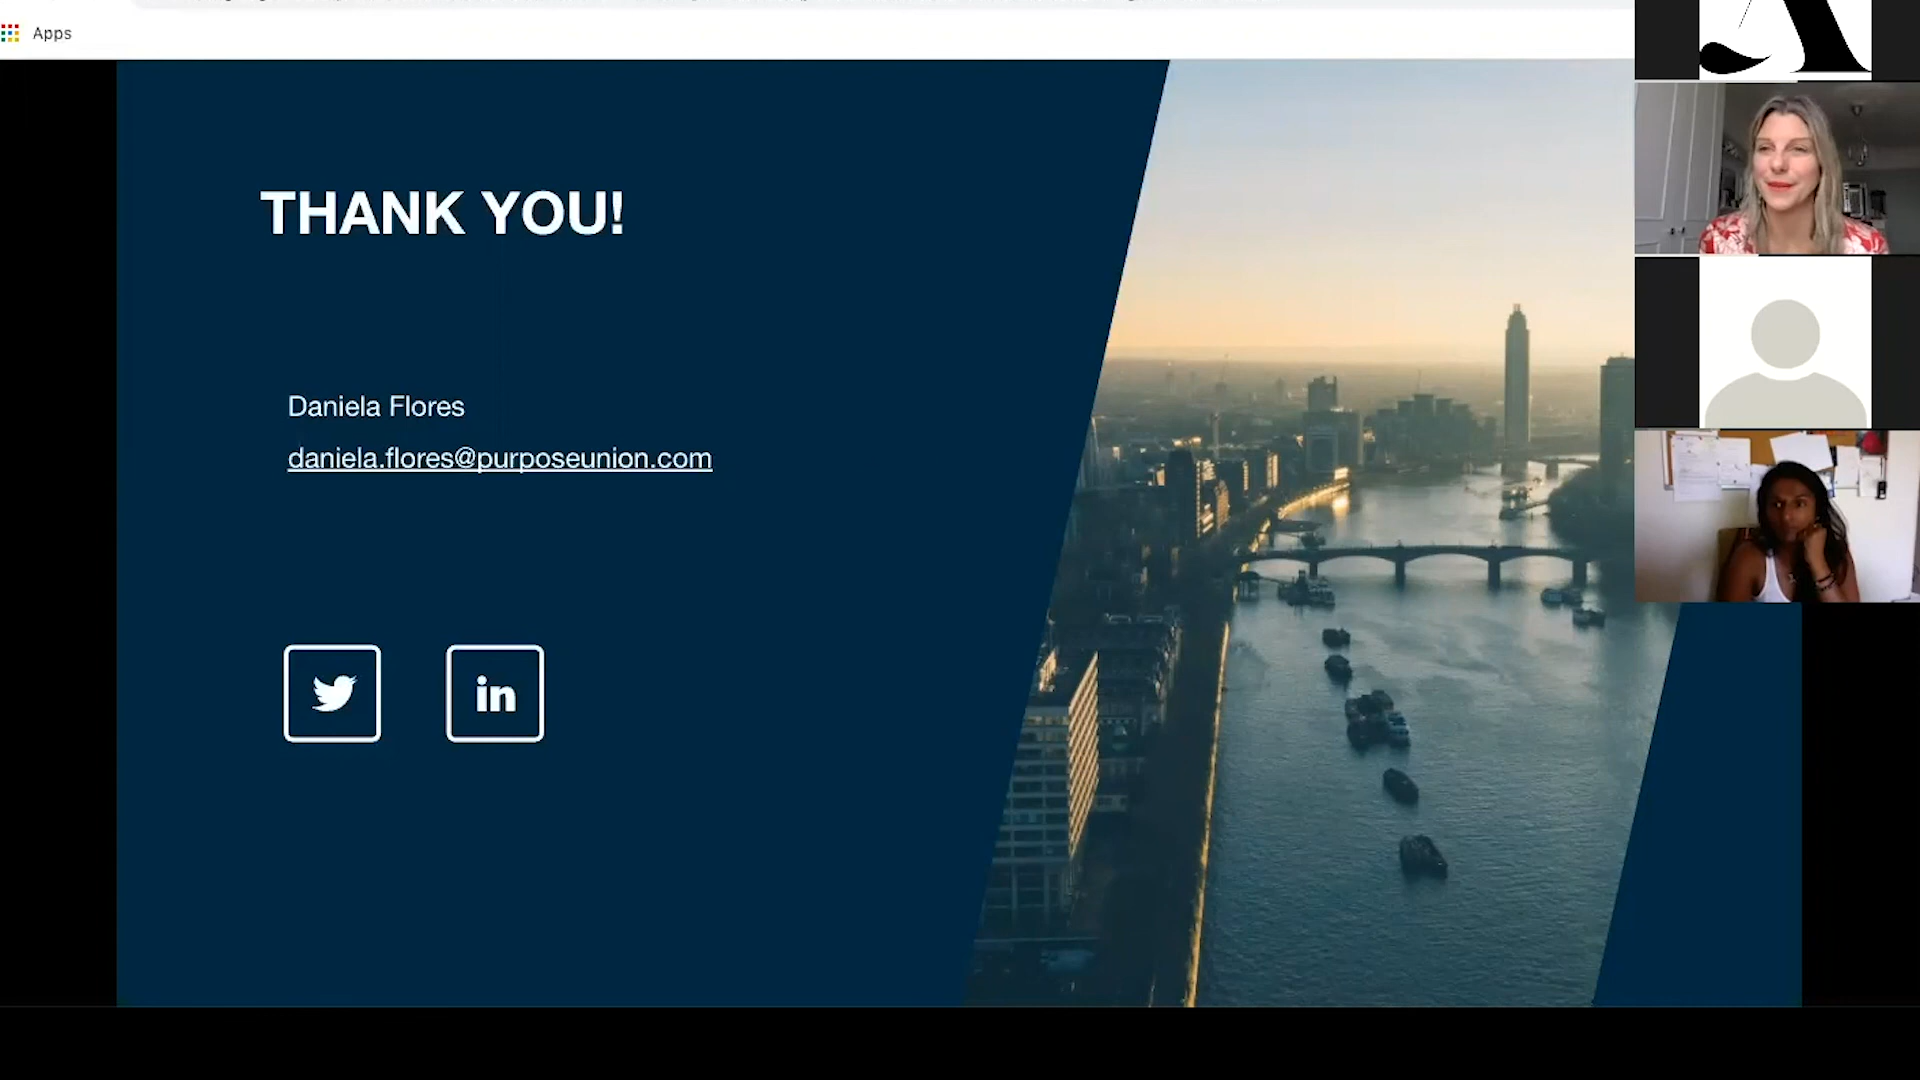 Apps
THANK YOU!
Daniela Flores
daniela.flores@purposeunion.com
in